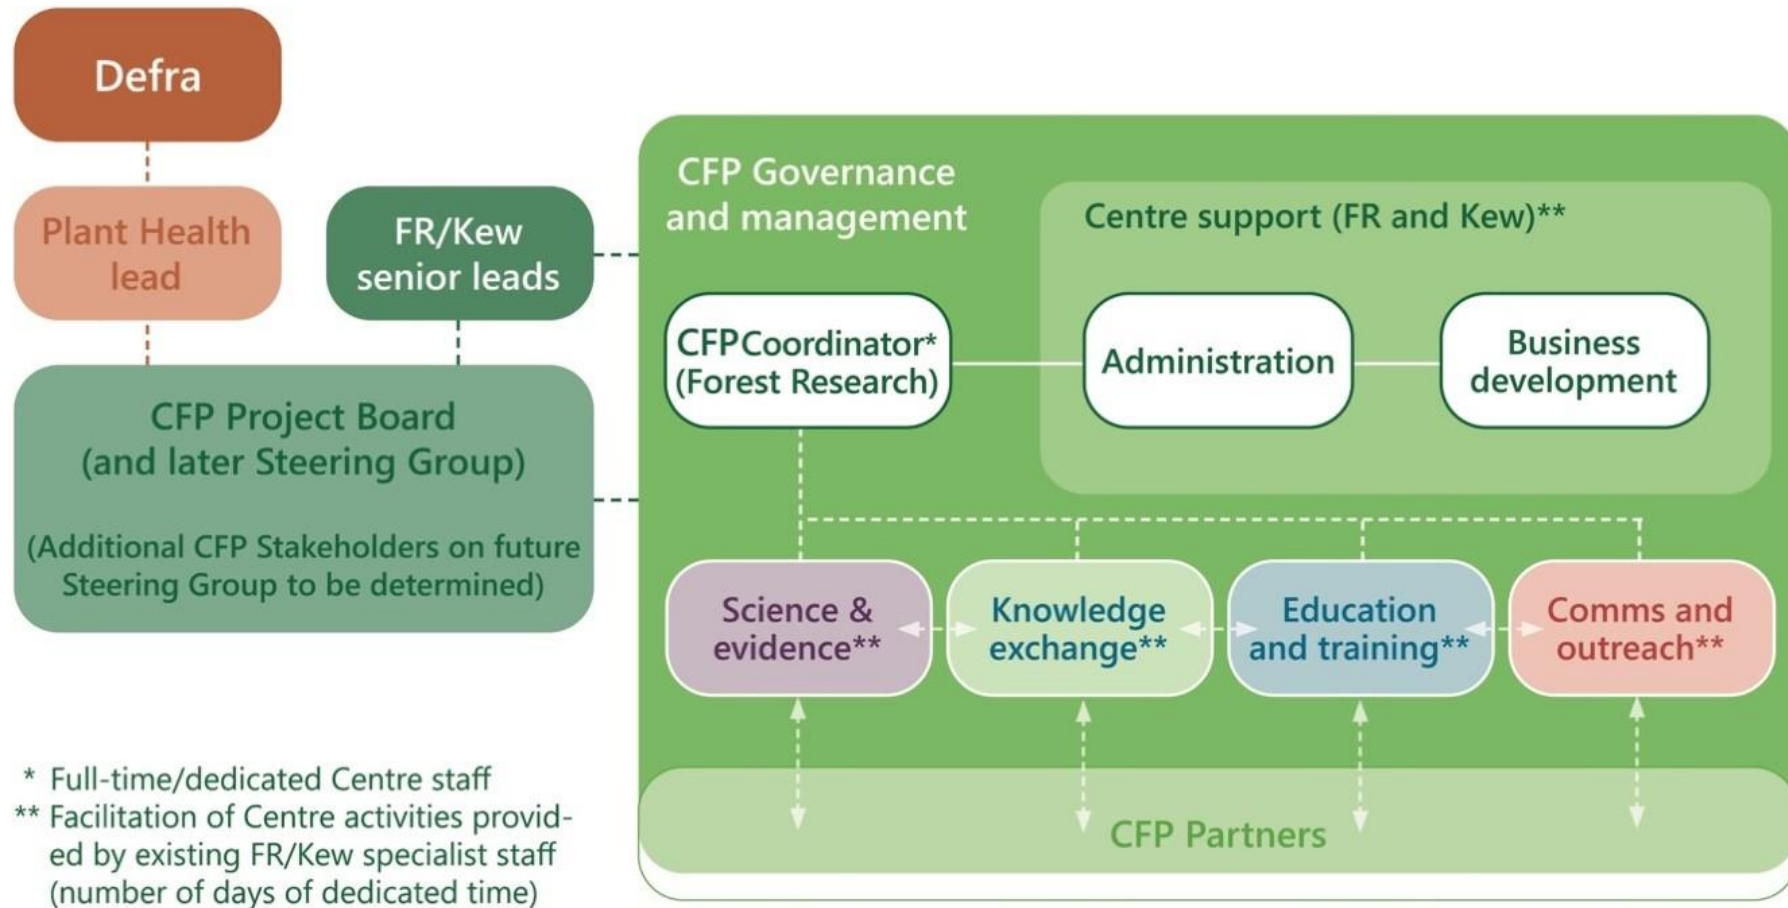 Defra
Plant Health
lead
FR/Kew
senior leads
CFP Project Board
(and later Steering Group)
(Additional CFP Stakeholders on future
Steering Group to be determined)
CFP Governance
and management
Centre support (FR and Kew)**
CFP Coordinator*
(Forest Research)
Administration
Business
development
Science &
evidence**
Knowledge
exchange**
Education
and training**
Comms and
outreach**
CFP Partners
* Full-time/dedicated Centre staff
** Facilitation of Centre activities provid-
ed by existing FR/Kew specialist staff
(number of days of dedicated time)